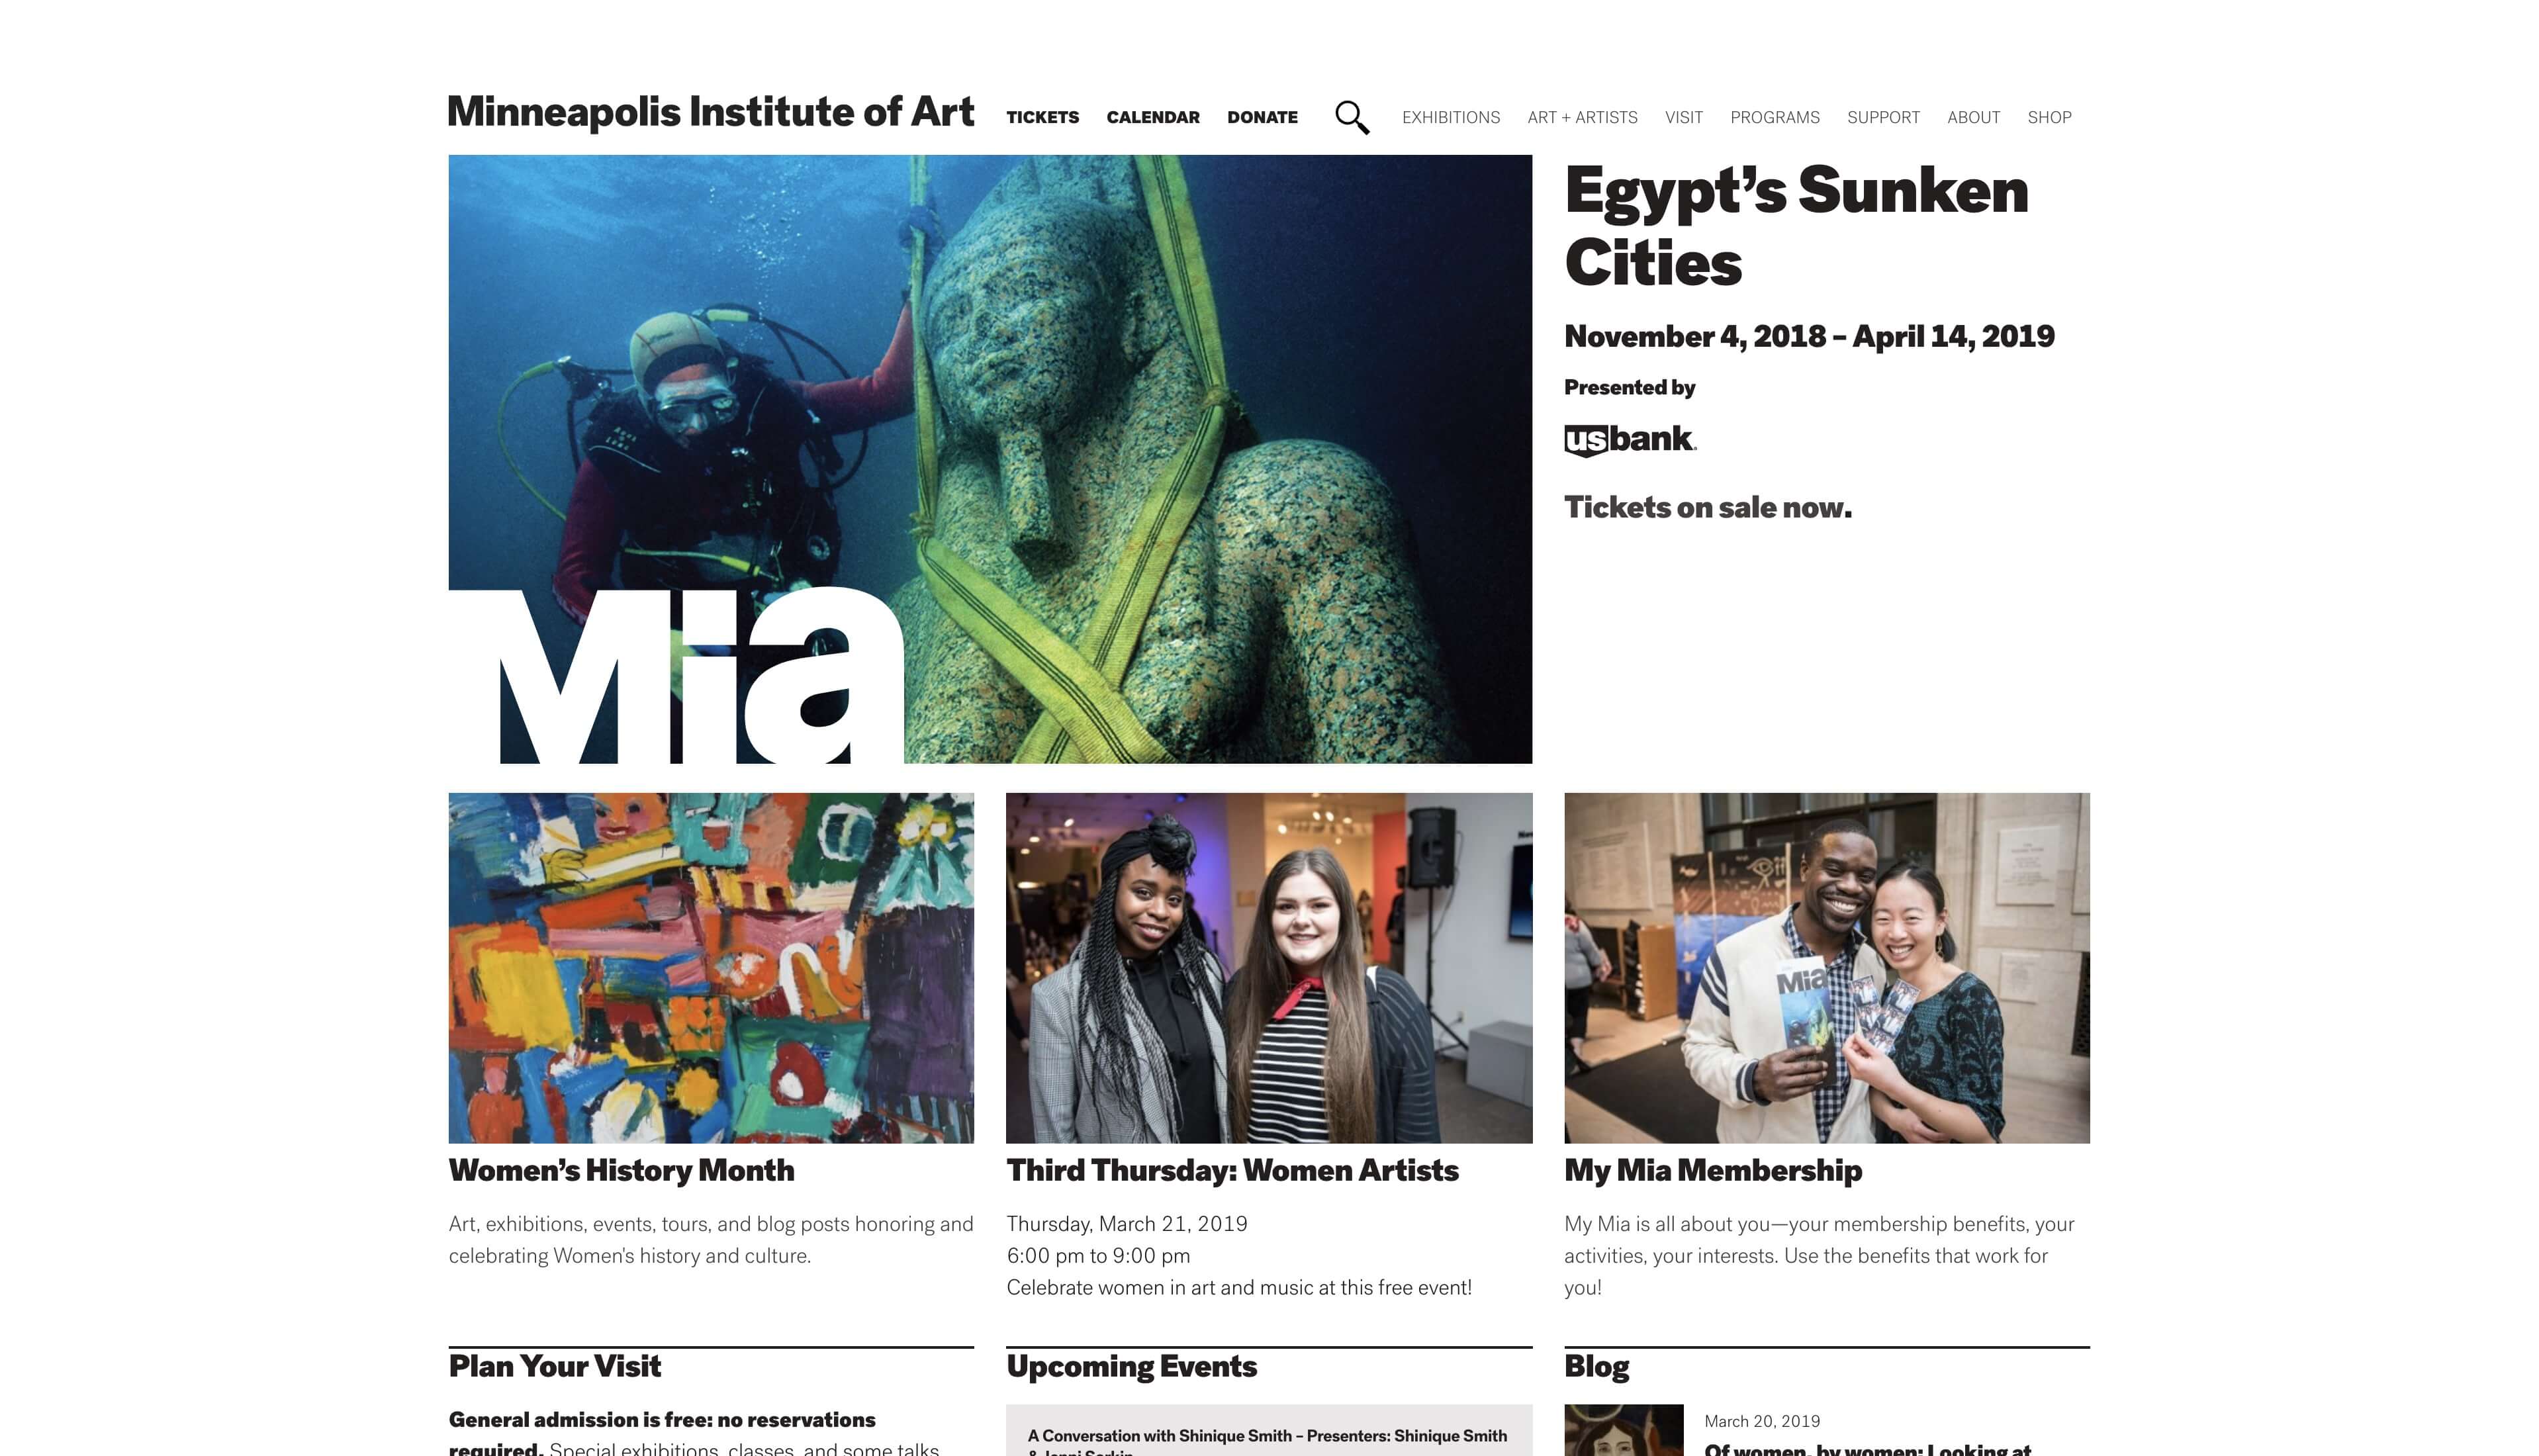 Minneapolis Institute of Art
TICKETS CALENDAR DONATE
EXHIBITIONS ART + ARTISTS VISIT PROGRAMS SUPPORT ABOUT SHOP
Mia
Egypt’s Sunken
Cities
November 4, 2018 – April 14, 2019
Presented by
usbank
Tickets on sale now.
Mia
Women’s History Month
Art, exhibitions, events, tours, and blog posts honoring and
celebrating Women's history and culture.
Third Thursday: Women Artists
Thursday, March 21, 2019
6:00 pm to 9:00 pm
Celebrate women in art and music at this free event!
My Mia Membership
My Mia is all about you—your membership benefits, your
activities, your interests. Use the benefits that work for
you!
Plan Your Visit
General admission is free: no reservations
required. Special exhibitions, classes, and some talks
Upcoming Events
A Conversation with Shinique Smith – Presenters: Shinique Smith
& Jenni Sorkin
Blog
March 20, 2019
Of women, by women: Looking at